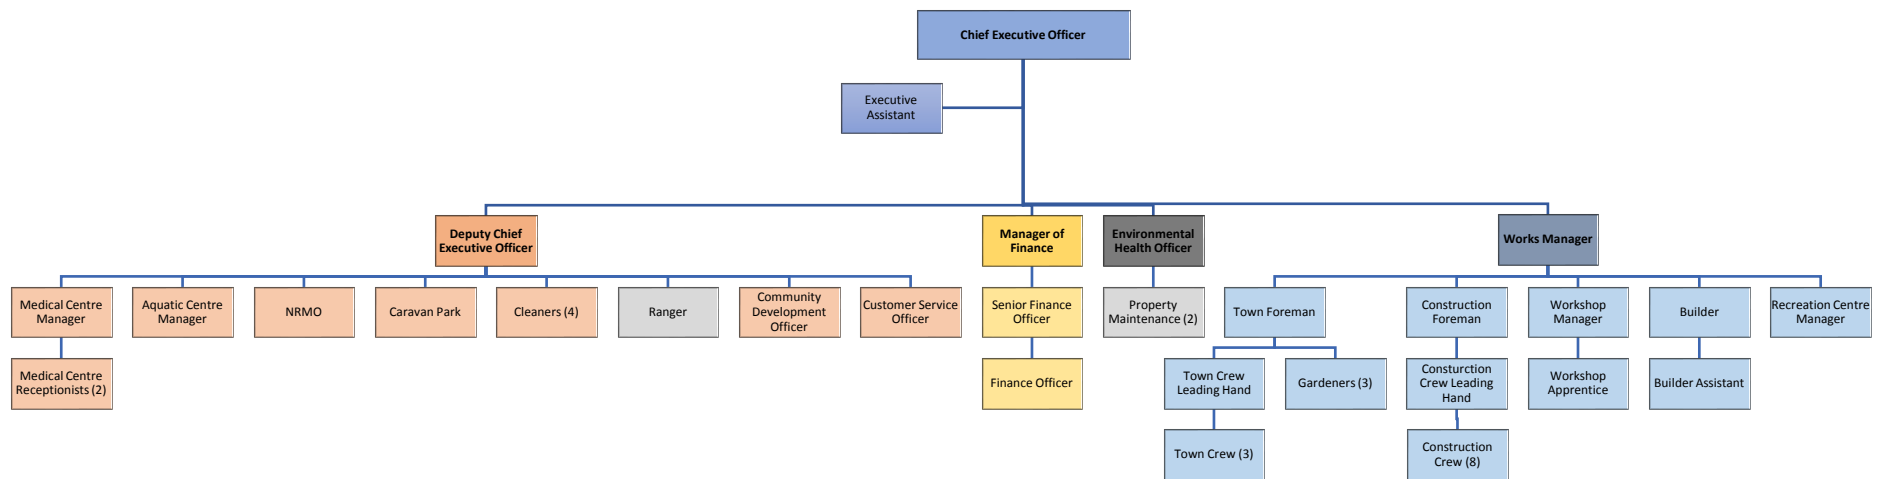 Chief Executive Officer
Executive
Assistant
Deputy Chief
Executive Officer
Manager of
Finance
Environmental
Health Officer
Works Manager
Medical Centre
Manager
Aquatic Centre
Manager
NRMO
Caravan Park
Cleaners (4)
Ranger
Community
Development
Officer
Customer Service
Officer
Senior Finance
Officer
Property
Maintenance (2)
Town Foreman
Construction
Foreman
Workshop
Manager
Builder
Recreation Centre
Manager
Medical Centre
Receptionists (2)
Finance Officer
Town Crew
Leading Hand
Gardeners (3)
Consturction
Crew Leading
Hand
Workshop
Apprentice
Builder Assistant
Town Crew (3)
Construction
Crew (8)